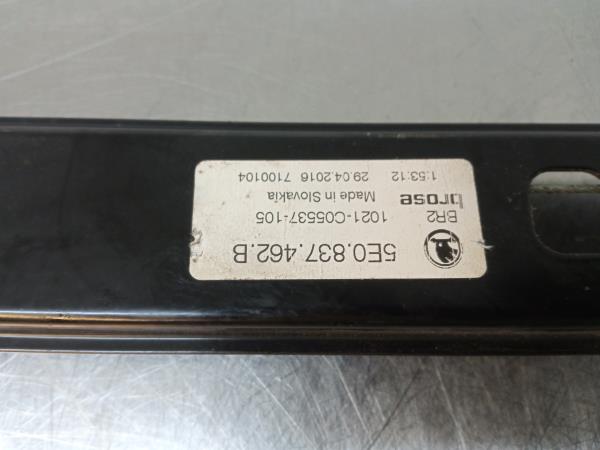 5E0.837.462.B
BR2 1021-C05537-105
brose Made in Slovakia
1:53:12 29.04.2016 7100104